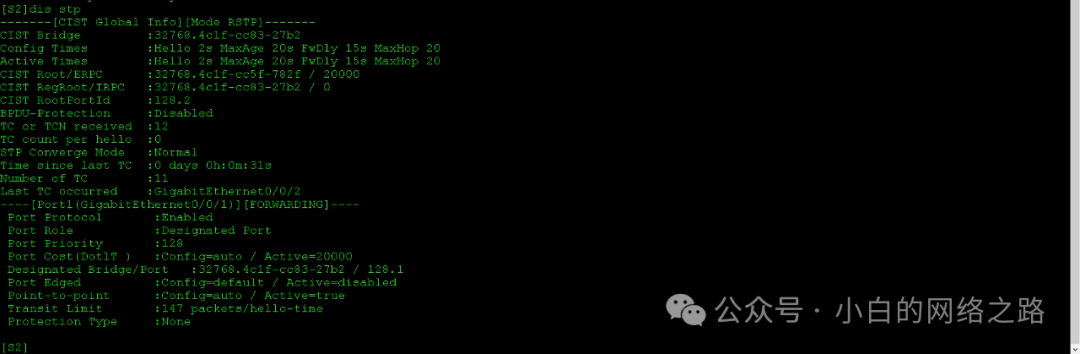 [S2]dis stp
-------[CIST Global Info][Mode RSTP]-------
CIST Bridge         :32768.4c1f-cc83-27b2
Config Times        :Hello 2s MaxAge 20s FwDly 15s MaxHop 20
Active Times        :Hello 2s MaxAge 20s FwDly 15s MaxHop 20
CIST Root/ERPC      :32768.4c1f-cc5f-782f / 20000
CIST RegRoot/IRPC   :32768.4c1f-cc83-27b2 / 0
CIST RootPortId     :128.2
BPDU-Protection     :Disabled
TC or TCN received  :12
TC count per hello  :0
STP Converge Mode   :Normal
Time since last TC  :0 days 0h:0m:31s
Number of TC        :11
Last TC occurred    :GigabitEthernet0/0/2
----[Port1(GigabitEthernet0/0/1)][FORWARDING]----
 Port Protocol       :Enabled
 Port Role           :Designated Port
 Port Priority       :128
 Port Cost(Dot1T )   :Config=auto / Active=20000
 Designated Bridge/Port   :32768.4c1f-cc83-27b2 / 128.1
 Port Edged          :Config=default / Active=disabled
 Point-to-point      :Config=auto / Active=true
 Transit Limit       :147 packets/hello-time
 Protection Type     :None
公众号·小白的网络之路
[S2]